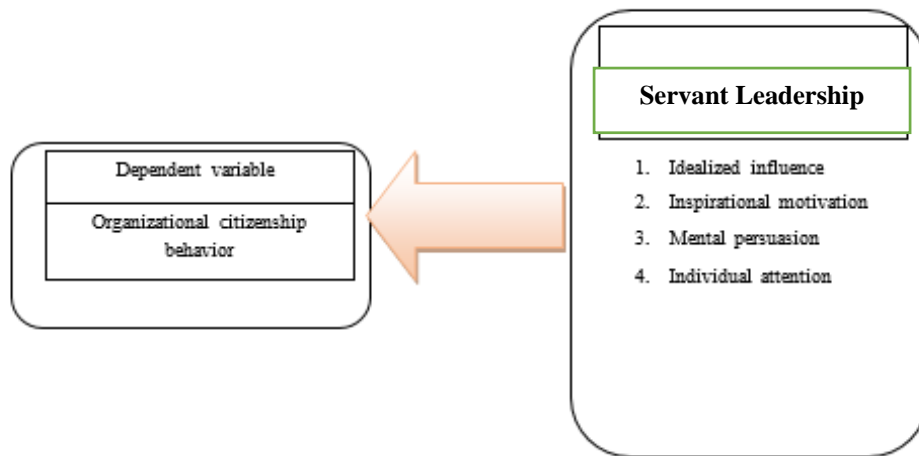 Servant Leadership
1. Idealized influence
2. Inspirational motivation
3. Mental persuasion
4. Individual attention
Dependent variable
Organizational citizenship
behavior